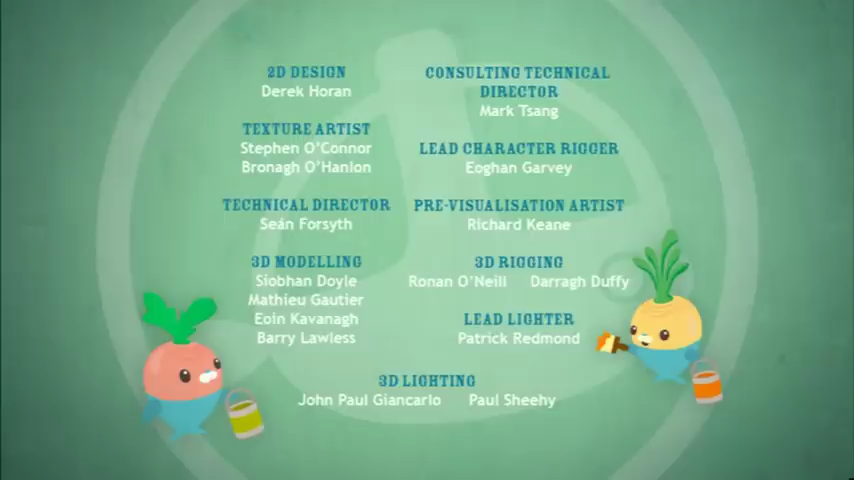 2D DESIGN
Derek Horan
TEXTURE ARTIST
Stephen O'Connor
Bronagh O'Hanlon
TECHNICAL DIRECTOR
Seán Forsyth
3D MODELLING
Siobhan Doyle
Mathieu Gautier
Eoin Kavanagh
Barry Lawless
CONSULTING TECHNICAL
DIRECTOR
Mark Tsang
LEAD CHARACTER RIGGER
Eoghan Garvey
PRE-VISUALISATION ARTIST
Richard Keane
3D RIGGING
Ronan O'Neill Darragh Duffy
LEAD LIGHTER
Patrick Redmond
3D LIGHTING
John Paul Giancarlo Paul Sheehy